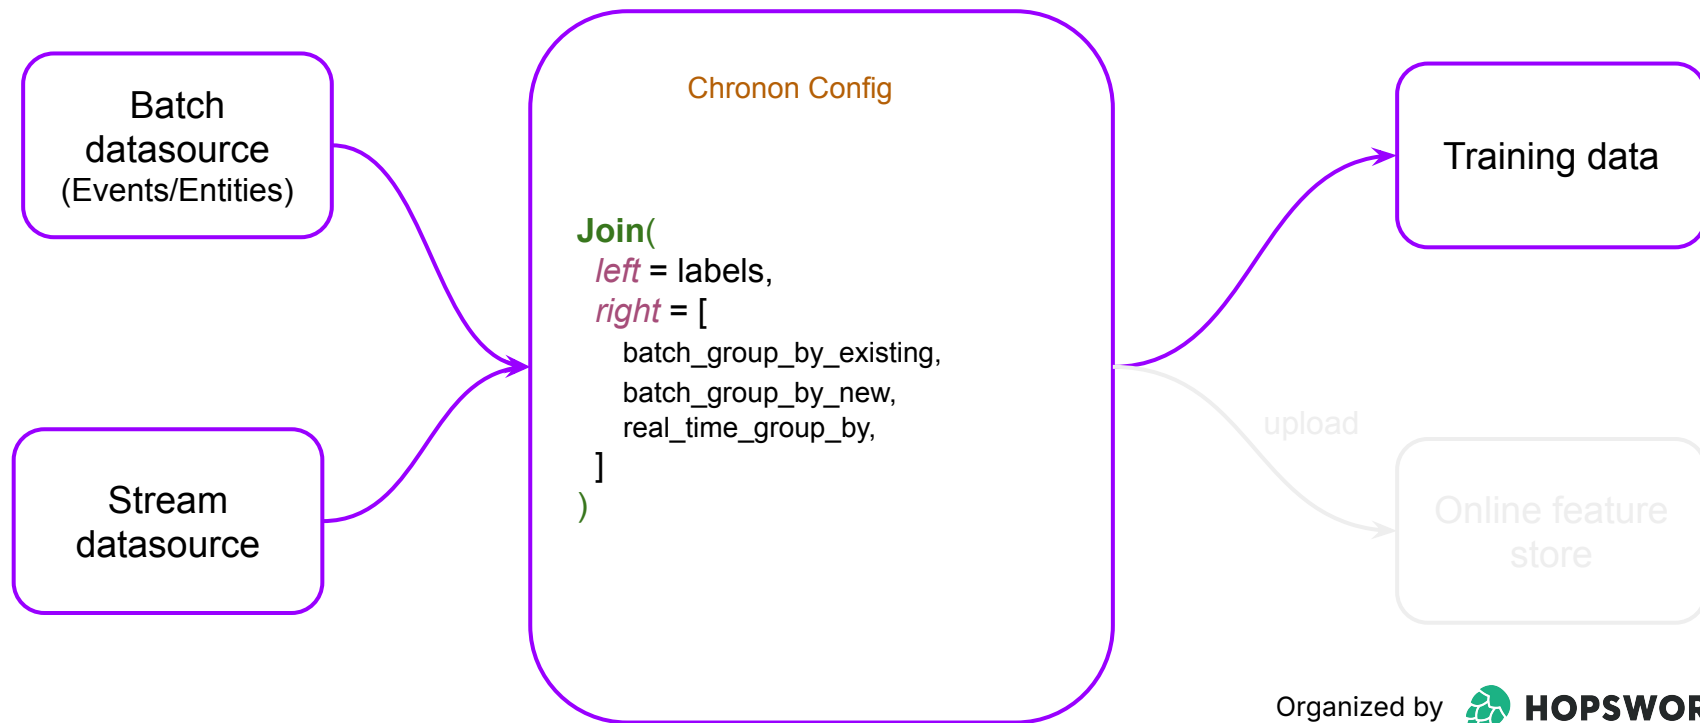 Batch
datasource
(Events/Entities)
Stream
datasource
Chronon Config
Join(
left = labels,
right = [
batch_group_by_existing,
batch_group_by_new,
real_time_group_by,
]
)
Training data
upload
Online feature
store
Organized by
HOPSWOR